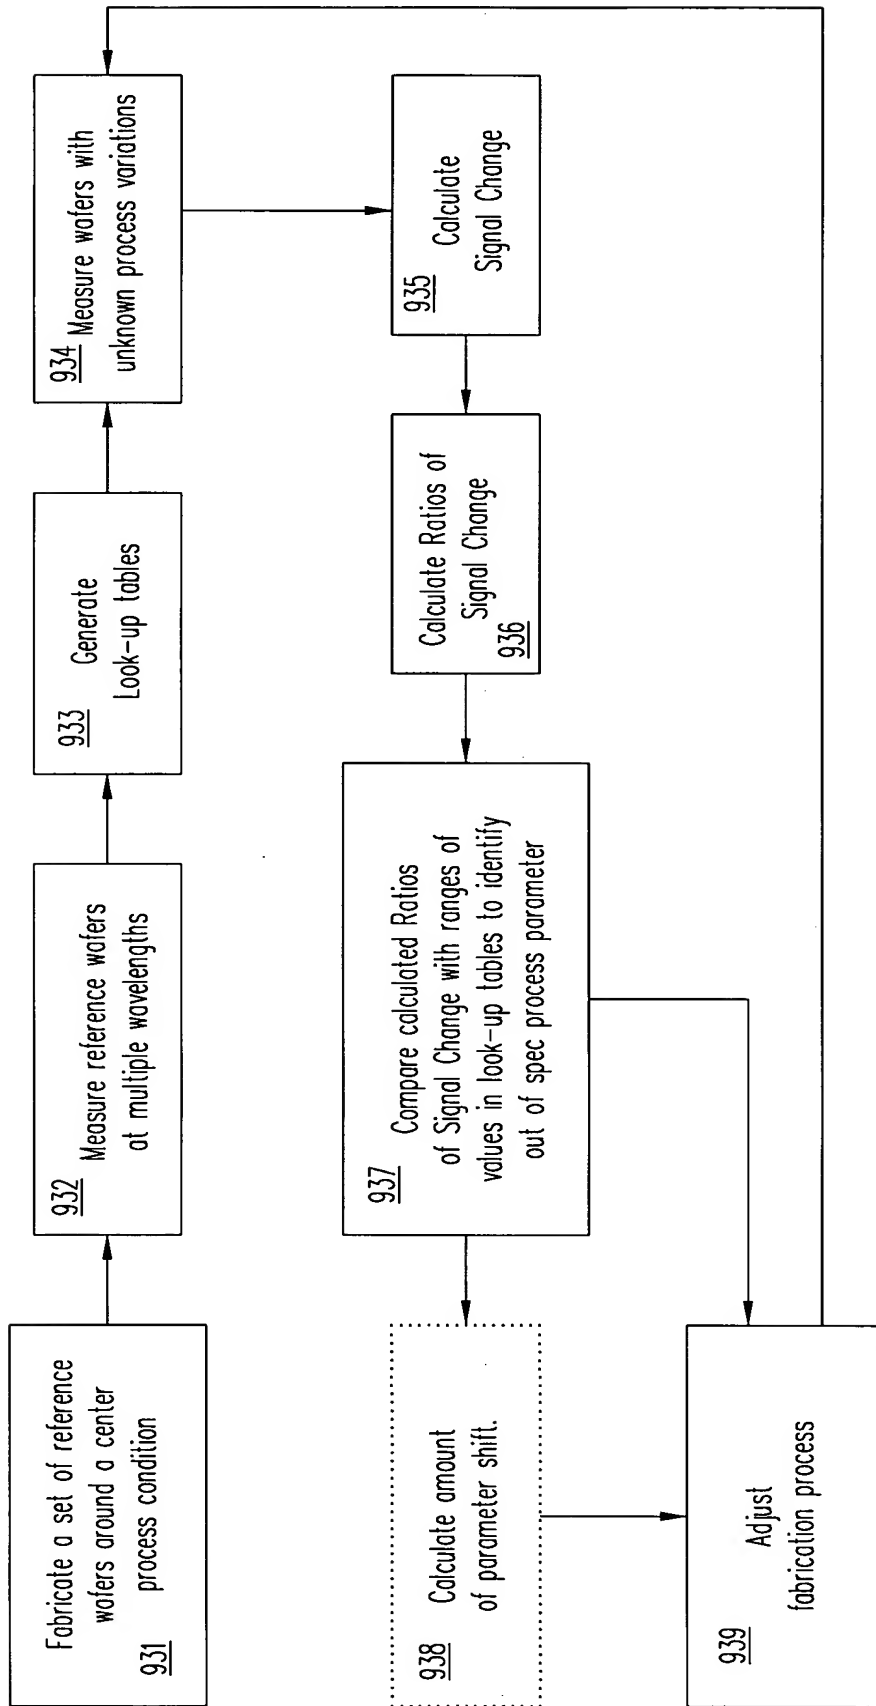 Fabricate a set of reference
wafers around a center
process condition
931
932 Measure reference wafers
at multiple wavelengths
933 Generate
Look-up tables
934 Measure wafers with
unknown process variations
935 Calculate
Signal Change
Calculate Ratios of
Signal Change
936
937 Compare calculated Ratios
of Signal Change with ranges of
values in look-up tables to identify
out of spec process parameter
938 Calculate amount
of parameter shift.
939 Adjust
fabrication process